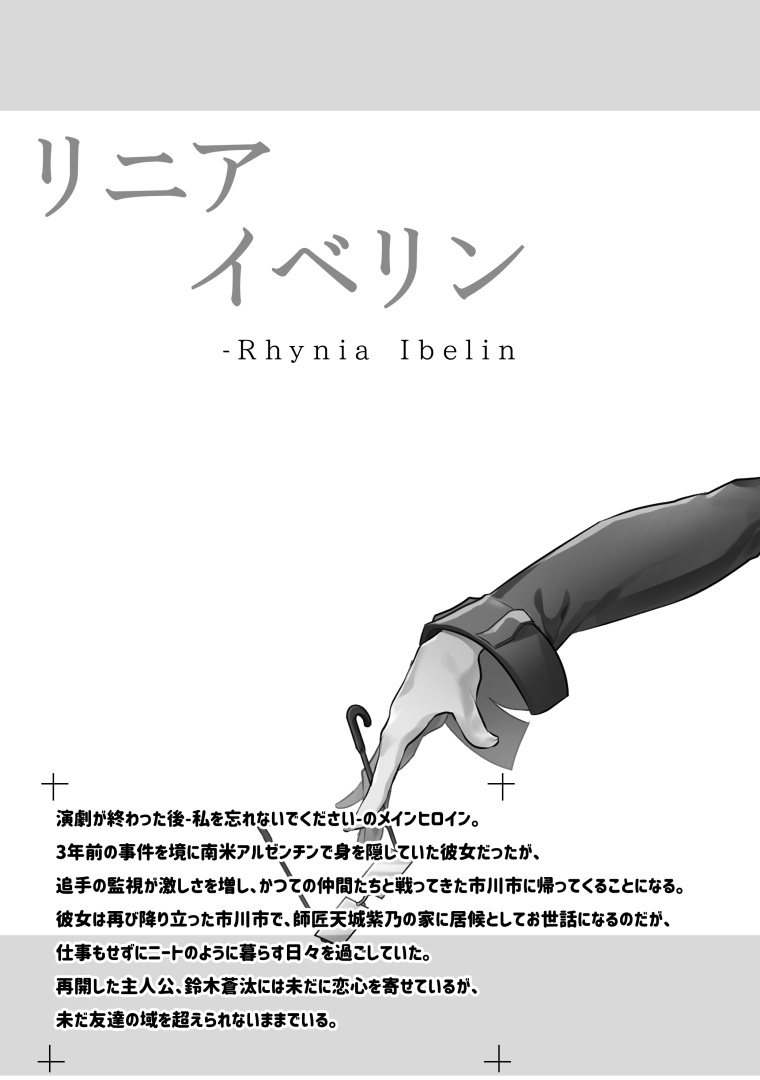 リニア
イベリン
-Rhynia Ibelin
演劇が終わった後-私を忘れないでください-のメインヒロイン。
3年前の事件を境に南米アルゼンチンで身を隠していた彼女だったが、
追手の監視が激しさを増し、かつての仲間たちと戦ってきた市川市に帰ってくることになる。
彼女は再び降り立った市川市で、師匠天城紫乃の家に居候としてお世話になるのだが、
仕事もせずにニートのように暮らす日々を過ごしていた。
再開した主人公、鈴木蒼汰には未だに恋心を寄せているが、
未だ友達の域を超えられないままでいる。